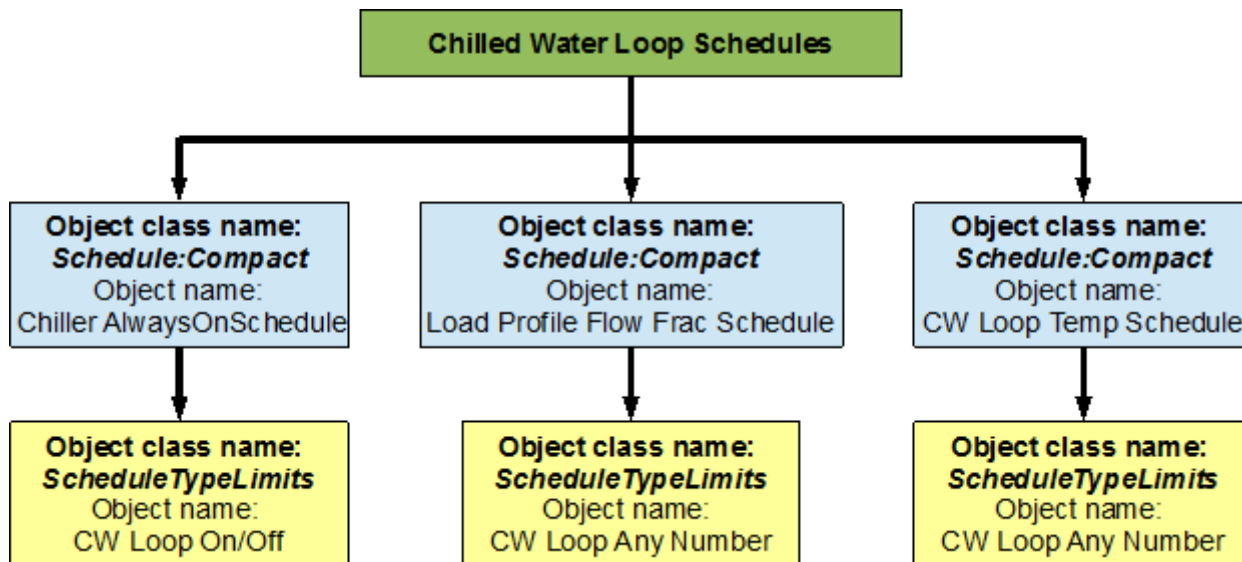 Chilled Water Loop Schedules
Object class name:
Schedule:Compact
Object name:
Chiller AlwaysOnSchedule
Object class name:
Schedule:Compact
Object name:
Load Profile Flow Frac Schedule
Object class name:
Schedule:Compact
Object name:
CW Loop Temp Schedule
Object class name:
ScheduleTypeLimits
Object name:
CW Loop On/Off
Object class name:
ScheduleTypeLimits
Object name:
CW Loop Any Number
Object class name:
ScheduleTypeLimits
Object name:
CW Loop Any Number